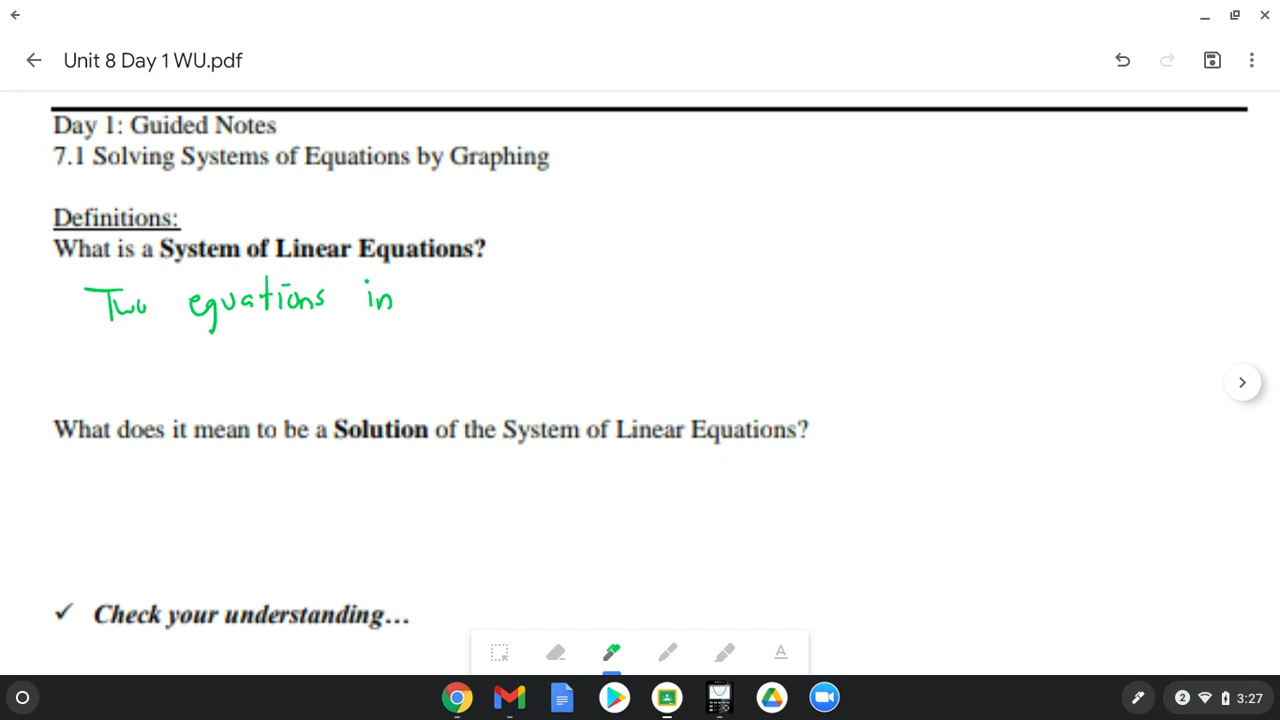 Unit 8 Day 1 WU.pdf
Day 1: Guided Notes
7.1 Solving Systems of Equations by Graphing
Definitions:
What is a System of Linear Equations?
Two equations in
What does it mean to be a Solution of the System of Linear Equations?
✓ Check your understanding...
A
2
3:27